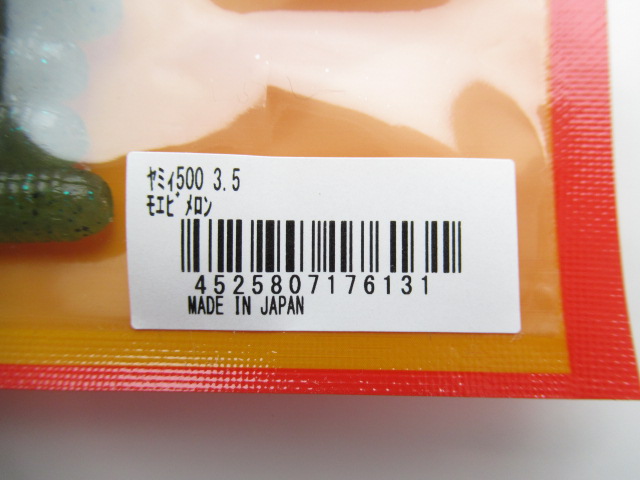 ﾔﾐｨ500 3.5
ﾓｴﾋﾞﾒﾛﾝ
4525807176131
MADE IN JAPAN